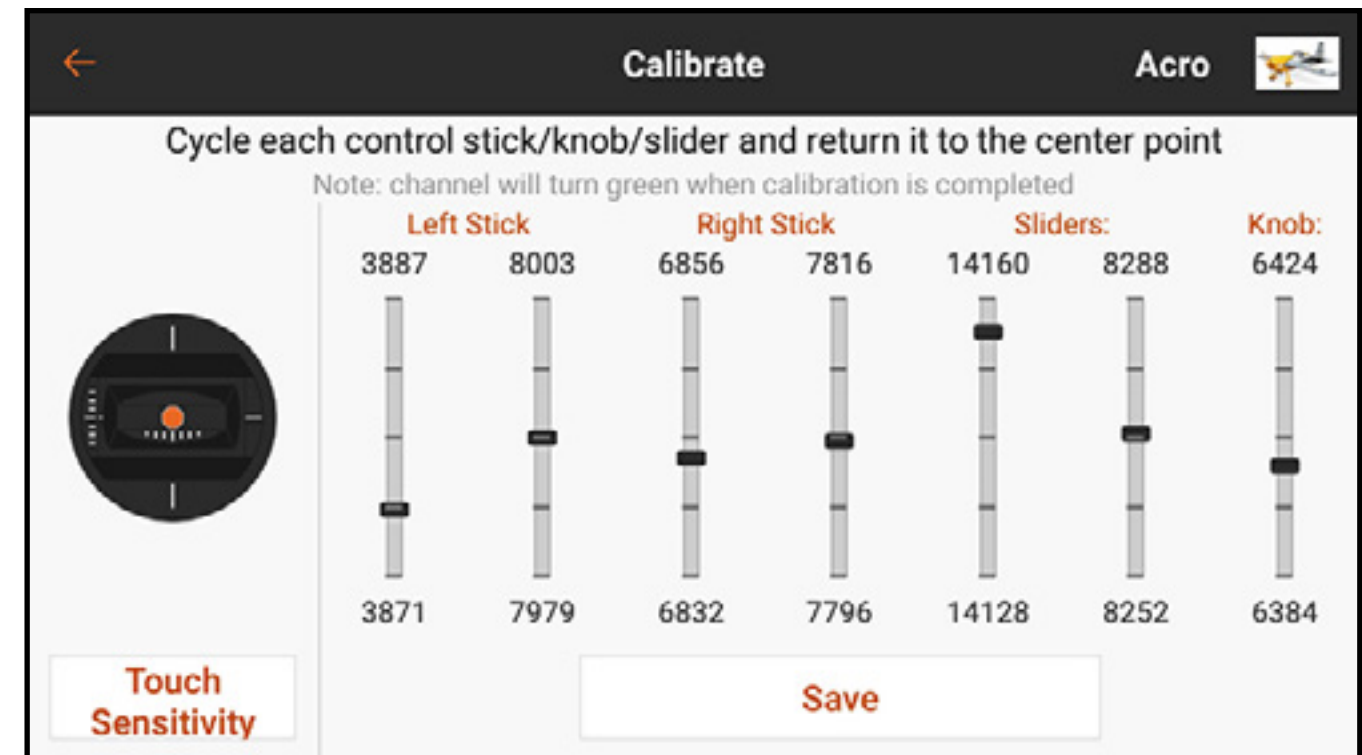 Calibrate Acro
Cycle each control stick/knob/slider and return it to the center point
Note: channel will turn green when calibration is completed
Left Stick Right Stick Sliders: Knob:
3887 8003 6856 7816 14160 8288 6424
3871 7979 6832 7796 14128 8252 6384
Touch
Sensitivity
Save